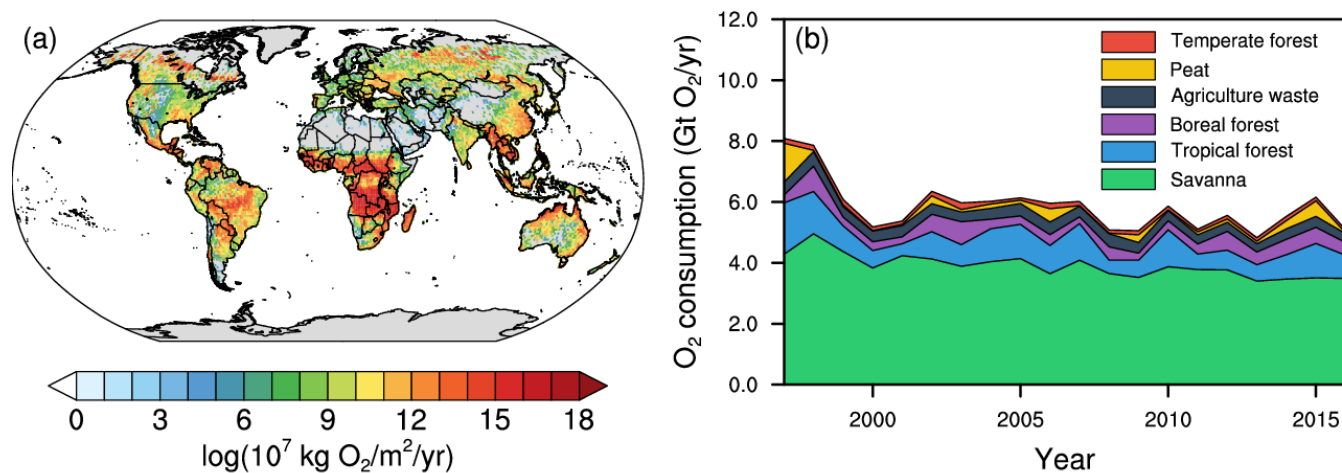 (a)
0 3 6 9 12 15 18
log(10⁷ kg O₂/m²/yr)
(b)
O₂ consumption (Gt O₂/yr)
12.0
10.0
8.0
6.0
4.0
2.0
0.0
Temperate forest
Peat
Agriculture waste
Boreal forest
Tropical forest
Savanna
2000 2005 2010 2015
Year